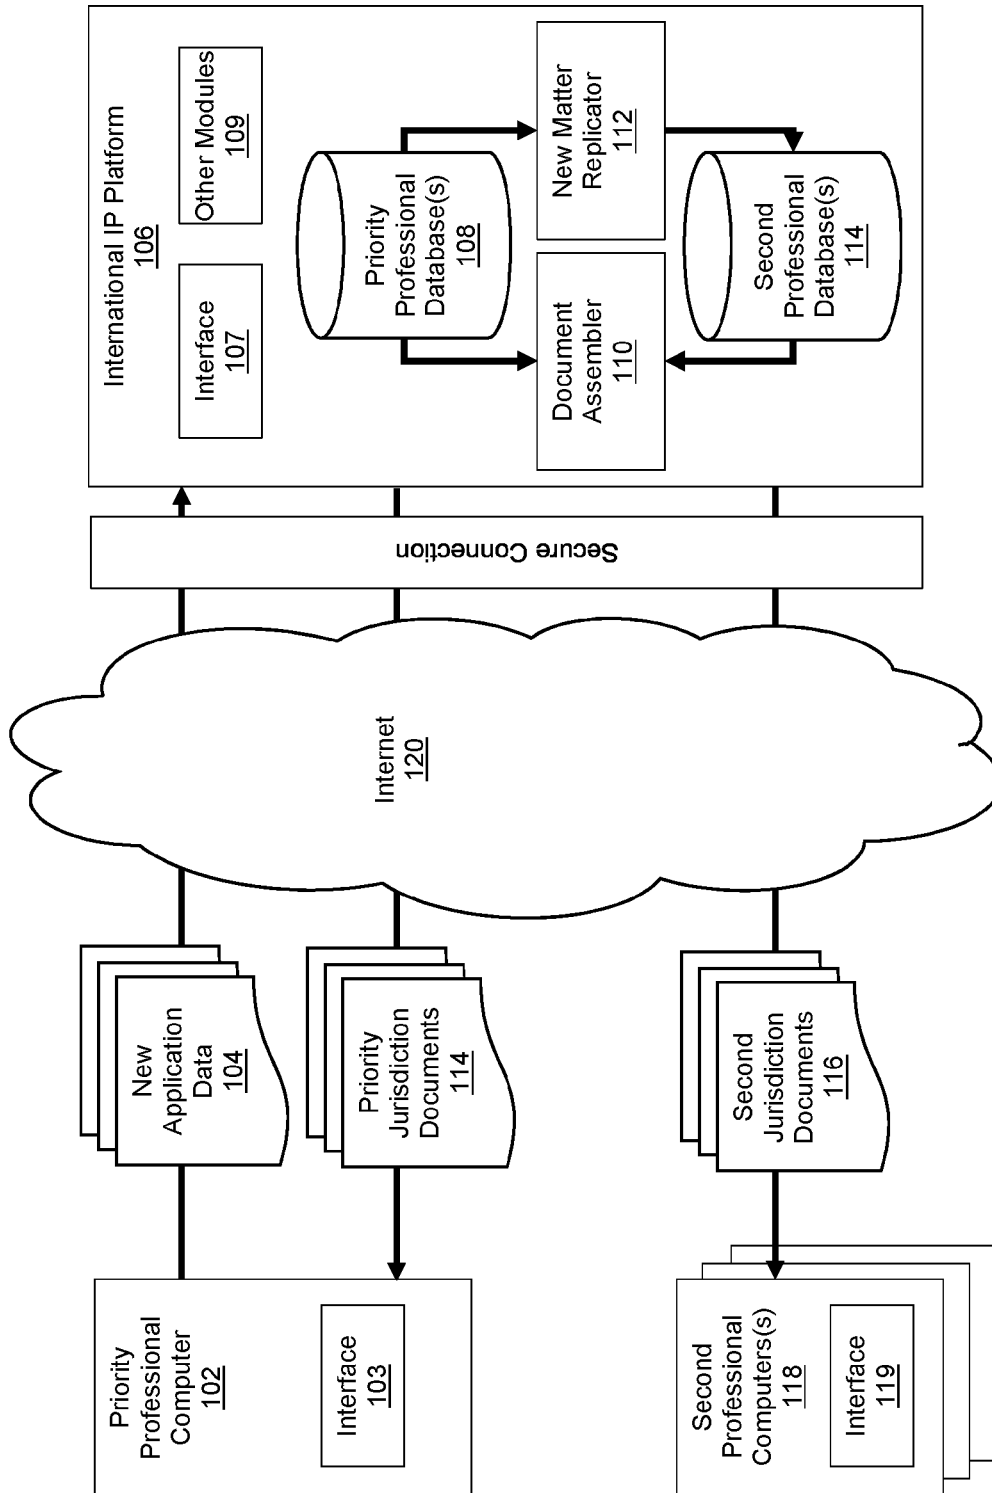 Priority
Professional
Computer
102
Interface
103
New
Application
Data
104
Priority
Jurisdiction
Documents
114
Second
Professional
Computers(s)
118
Interface
119
Second
Jurisdiction
Documents
116
Internet
120
Secure Connection
International IP Platform
106
Interface
107
Other Modules
109
Priority
Professional
Database(s)
108
Document
Assembler
110
New Matter
Replicator
112
Second
Professional
Database(s)
114